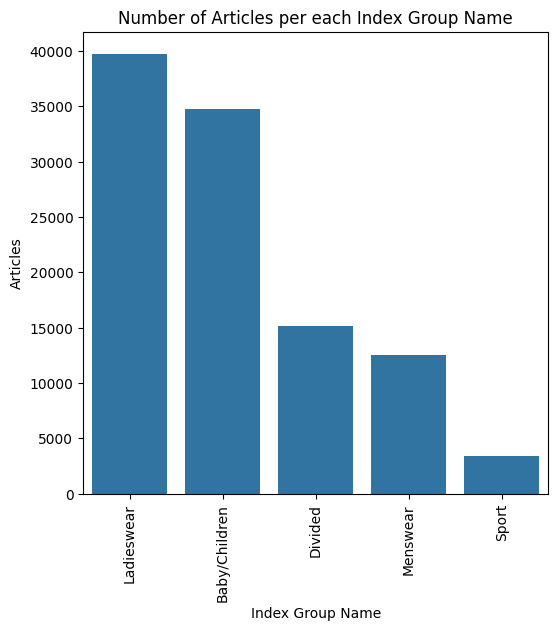 Number of Articles per each Index Group Name
40000
35000
30000
25000
20000
15000
10000
5000
0
Articles
Ladieswear
Baby/Children
Divided
Menswear
Sport
Index Group Name